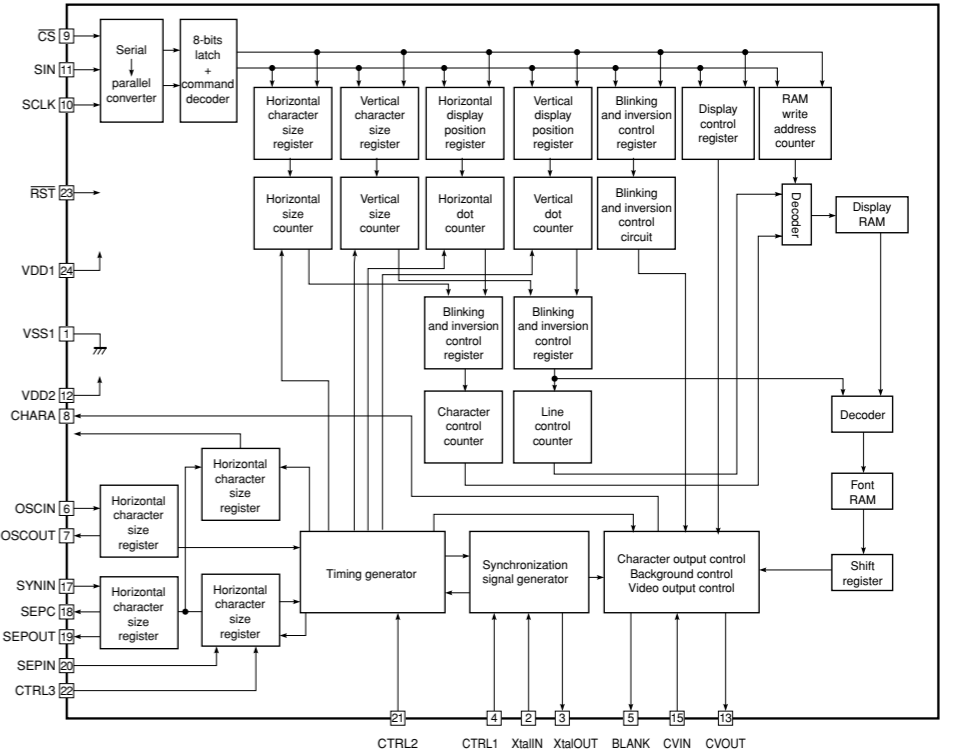 CS
9
SIN
11
SCLK
10
Serial
parallel
converter
8-bits
latch
+
command
decoder
Horizontal
character
size
register
Vertical
character
size
register
Horizontal
display
position
register
Vertical
display
position
register
Blinking
and inversion
control
register
Display
control
register
RAM
write
address
counter
RST
23
Horizontal
size
counter
Vertical
size
counter
Horizontal
dot
counter
Vertical
dot
counter
Blinking
and inversion
control
circuit
Decoder
Display
RAM
VDD1
24
VSS1
1
Blinking
and inversion
control
register
Blinking
and inversion
control
register
VDD2
12
CHARA
8
Character
control
counter
Line
control
counter
Decoder
Horizontal
character
size
register
Font
RAM
OSCIN
6
OSCOUT
7
Horizontal
character
size
register
Timing generator
Synchronization
signal generator
Character output control
Background control
Video output control
Shift
register
SYNIN
17
SEPC
18
SEPOUT
19
Horizontal
character
size
register
Horizontal
character
size
register
SEPIN
20
CTRL3
22
21
4
2
3
5
15
13
CTRL2
CTRL1
XtalIN
XtalOUT
BLANK
CVIN
CVOUT